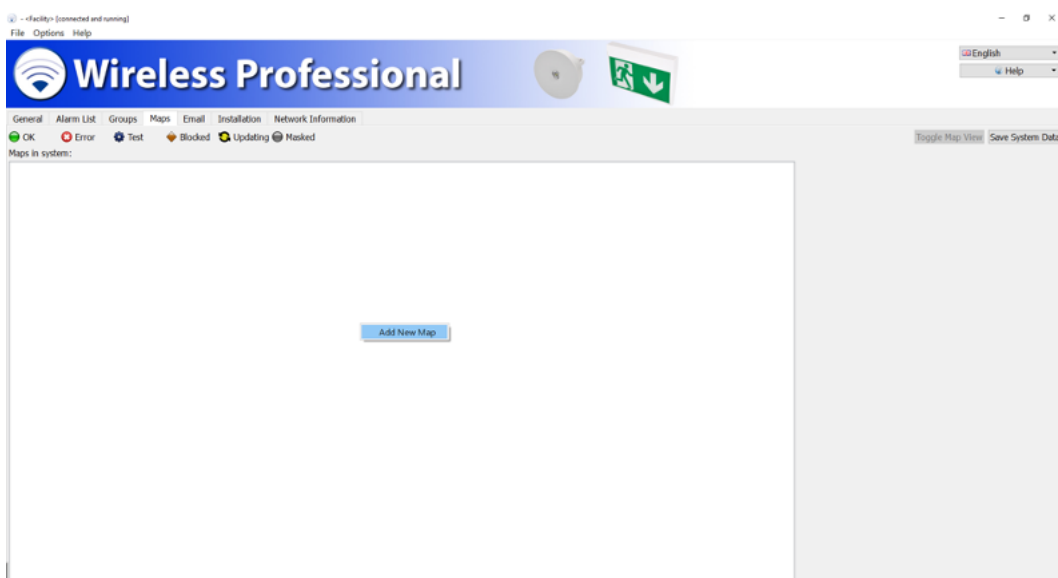 - <Facility> [connected and running]
File Options Help
Wireless Professional
English
Help
General Alarm List Groups Maps Email Installation Network Information
OK Error Test Blocked Updating Masked Toggle Map View Save System Data
Maps in system:
Add New Map